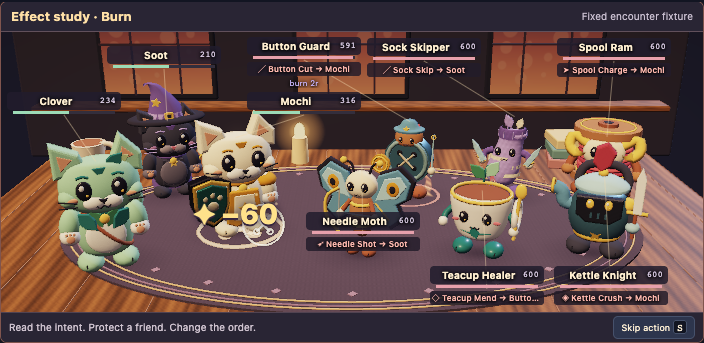 Effect study · Burn
Fixed encounter fixture
Soot 210
Button Guard 591
Button Cut → Mochi
burn 2r
Sock Skipper 600
Sock Skip → Soot
Spool Ram 600
Spool Charge → Mochi
Clover 234
Mochi 316
-60
Needle Moth 600
Needle Shot → Soot
Teacup Healer 600
Teacup Mend → Butto...
Kettle Knight 600
Kettle Crush → Mochi
Read the intent. Protect a friend. Change the order.
Skip action S